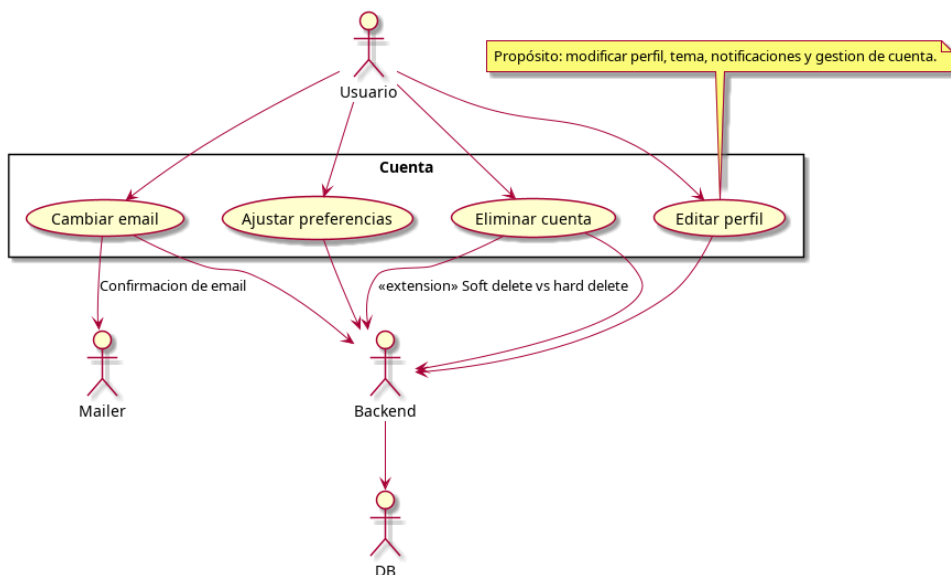 Propósito: modificar perfil, tema, notificaciones y gestion de cuenta.
Usuario
Cuenta
Cambiar email
Ajustar preferencias
Eliminar cuenta
Editar perfil
Confirmacion de email
«extension» Soft delete vs hard delete
Mailer
Backend
DB